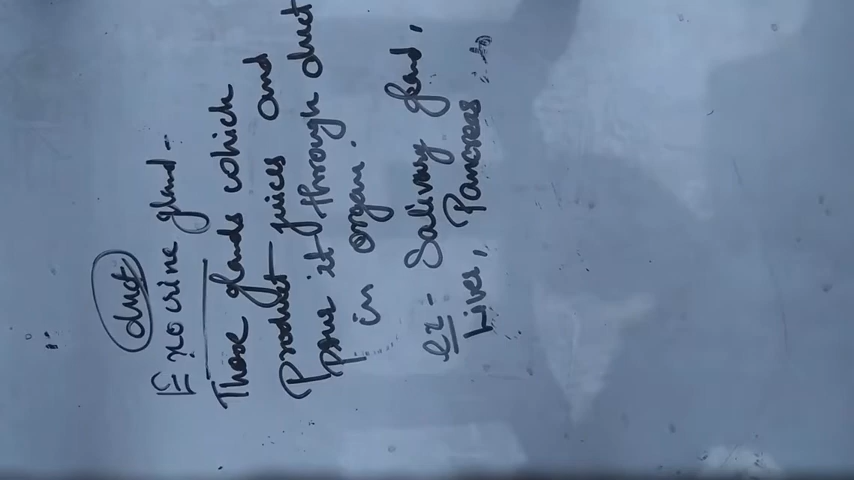 duct
Exocrine gland -
Those glands which
Product juices and
pour it through duct
in organ.
ex - Salivary gland,
Liver, Pancreas